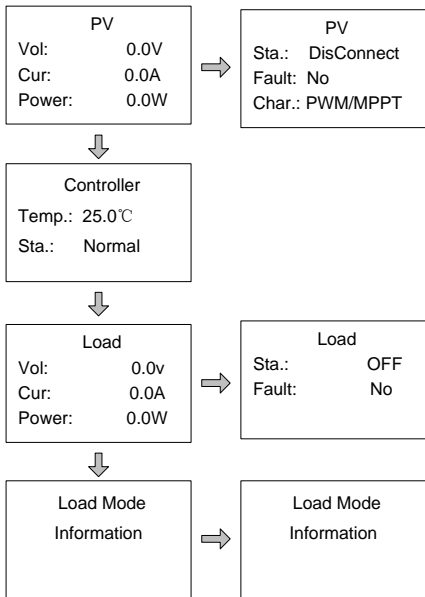 PV
Vol: 0.0V
Cur: 0.0A
Power: 0.0W
PV
Sta.: DisConnect
Fault: No
Char.: PWM/MPPT
Controller
Temp.: 25.0℃
Sta.: Normal
Load
Vol: 0.0v
Cur: 0.0A
Power: 0.0W
Load
Sta.: OFF
Fault: No
Load Mode
Information
Load Mode
Information